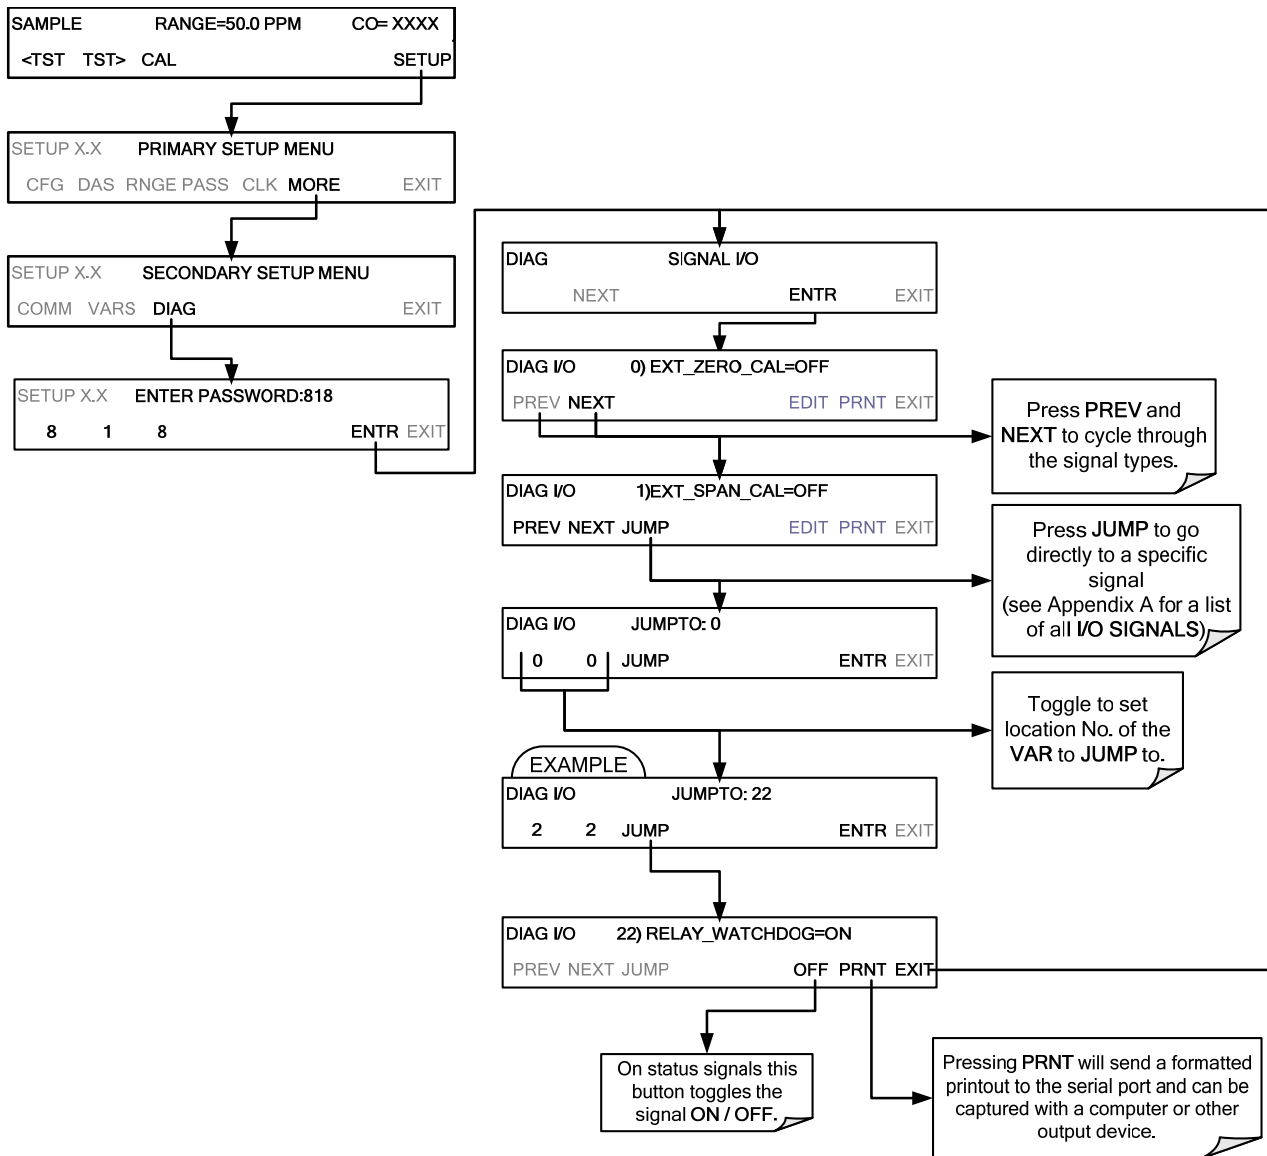 SAMPLE RANGE=50.0 PPM CO= XXXX
<TST TST> CAL SETUP
SETUP X.X PRIMARY SETUP MENU
CFG DAS RNGE PASS CLK MORE EXIT
SETUP X.X SECONDARY SETUP MENU
COMM VARS DIAG EXIT
SETUP X.X ENTER PASSWORD:818
8 1 8 ENTR EXIT
DIAG SIGNAL I/O
NEXT ENTR EXIT
DIAG I/O 0) EXT_ZERO_CAL=OFF
PREV NEXT EDIT PRNT EXIT
Press PREV and
NEXT to cycle through
the signal types.
DIAG I/O 1)EXT_SPAN_CAL=OFF
PREV NEXT JUMP EDIT PRNT EXIT
Press JUMP to go
directly to a specific
signal
(see Appendix A for a list
of all I/O SIGNALS)
DIAG I/O JUMPTO: 0
0 0 JUMP ENTR EXIT
Toggle to set
location No. of the
VAR to JUMP to.
EXAMPLE
DIAG I/O JUMPTO: 22
2 2 JUMP ENTR EXIT
DIAG I/O 22) RELAY_WATCHDOG=ON
PREV NEXT JUMP OFF PRNT EXIT
On status signals this
button toggles the
signal ON / OFF.
Pressing PRNT will send a formatted
printout to the serial port and can be
captured with a computer or other
output device.